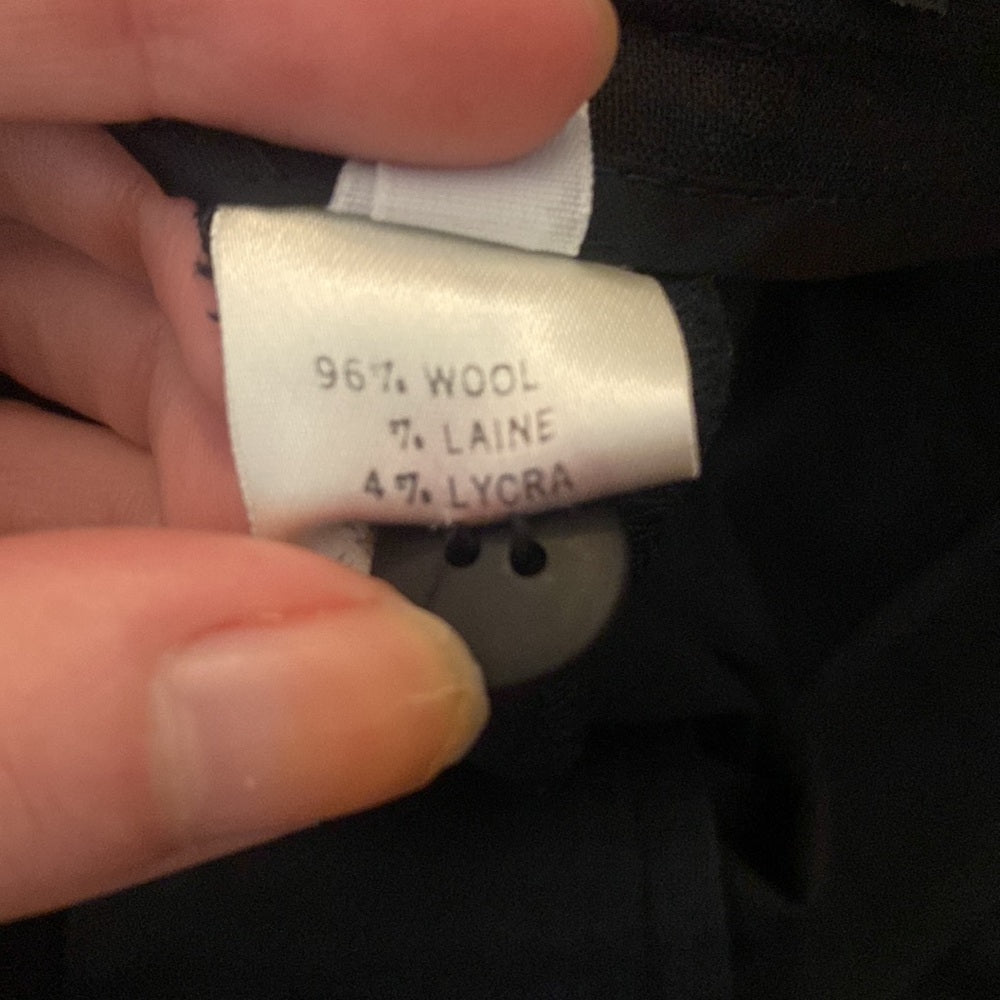 96% WOOL
% LAINE
4% LYCRA